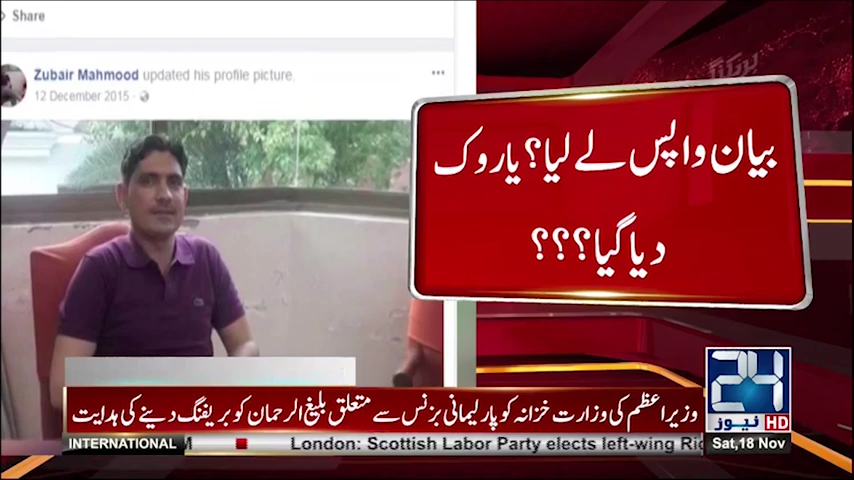 Share
Zubair Mahmood updated his profile picture.
12 December 2015
بریکنگ
بیان واپس لے لیا؟ یا روک
دیا گیا؟؟؟
وزیراعظم کی وزارت خزانہ کو پارلیمانی بزنس سے متعلق بلیغ الرحمان کو بریفنگ دینے کی ہدایت
24
نیوز HD
INTERNATIONAL
London: Scottish Labor Party elects left-wing Ric
Sat,18 Nov